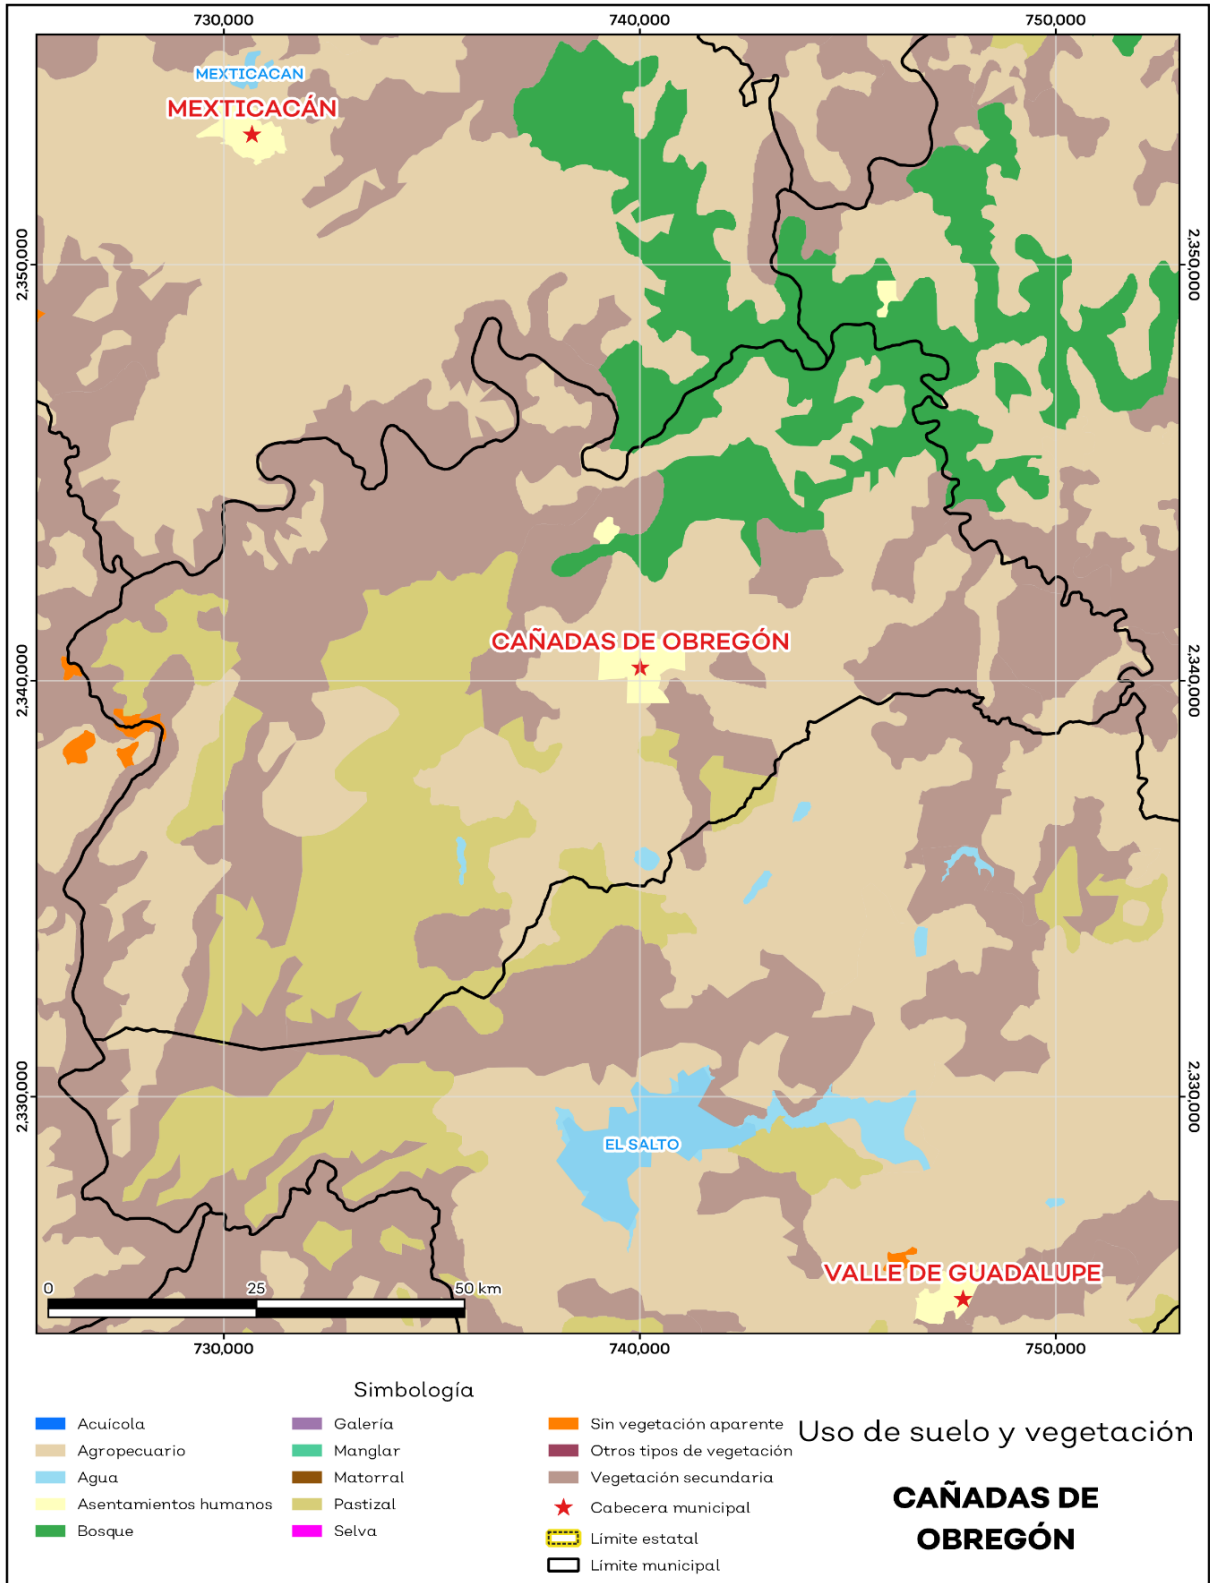 730,000
740,000
750,000
MEXTICACAN
MEXTICACÁN
2,350,000
2,350,000
CAÑADAS DE OBREGÓN
2,340,000
2,340,000
2,330,000
2,330,000
EL SALTO
VALLE DE GUADALUPE
0
25
50 km
730,000
740,000
750,000
Simbología
Acuícola
Agropecuario
Agua
Asentamientos humanos
Bosque
Galería
Manglar
Matorral
Pastizal
Selva
Sin vegetación aparente
Otros tipos de vegetación
Vegetación secundaria
Cabecera municipal
Límite estatal
Límite municipal
Uso de suelo y vegetación
CAÑADAS DE
OBREGÓN